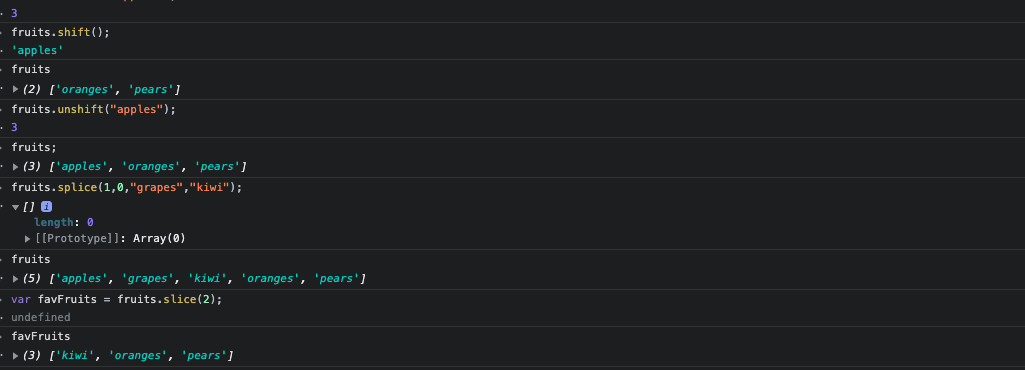 3
fruits.shift();
'apples'
fruits
(2) ['oranges', 'pears']
fruits.unshift("apples");
3
fruits;
(3) ['apples', 'oranges', 'pears']
fruits.splice(1,0,"grapes","kiwi");
[] i
length: 0
[[Prototype]]: Array(0)
fruits
(5) ['apples', 'grapes', 'kiwi', 'oranges', 'pears']
var favFruits = fruits.slice(2);
undefined
favFruits
(3) ['kiwi', 'oranges', 'pears']